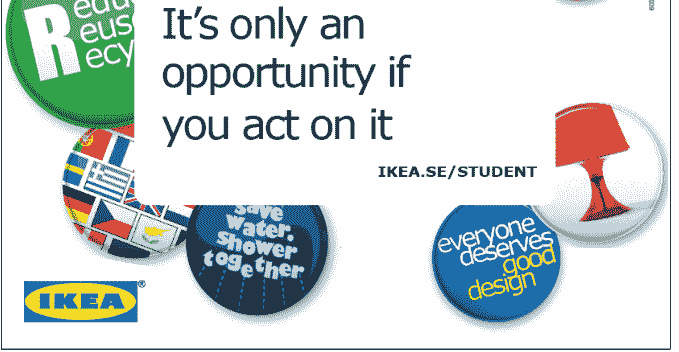 It's only an
opportunity if
you act on it
IKEA.SE/STUDENT
save
water.
shower
together
everyone
deserves
good
design
IKEA®